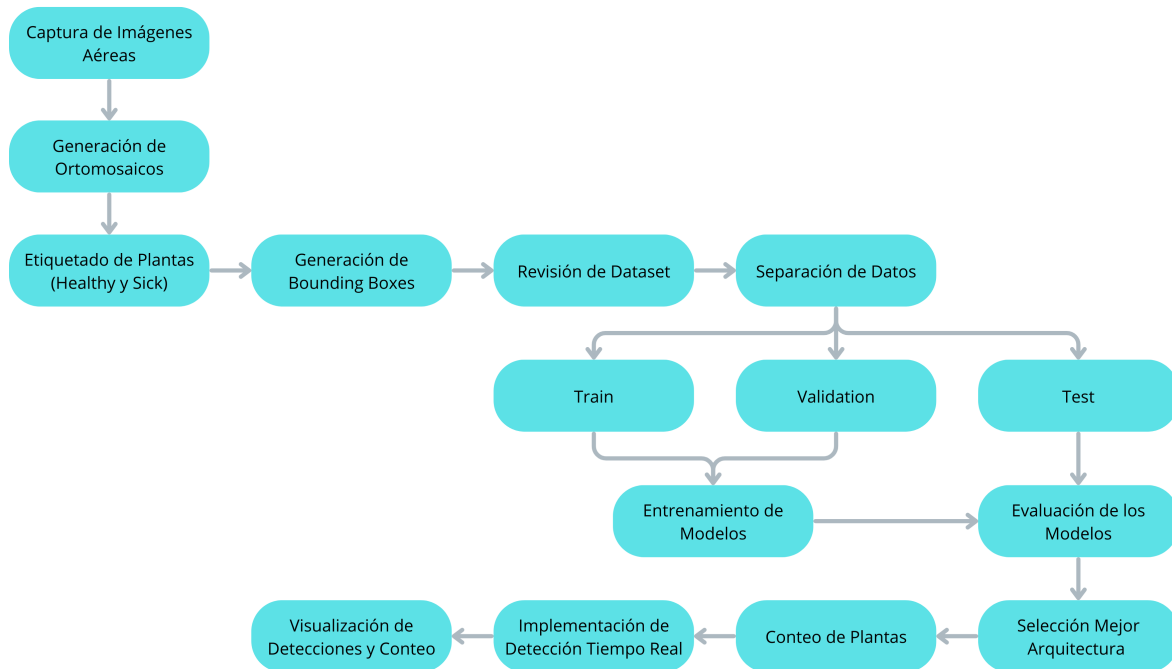 Captura de Imágenes
Aéreas
Generación de
Ortomosaicos
Etiquetado de Plantas
(Healthy y Sick)
Generación de
Bounding Boxes
Revisión de Dataset
Separación de Datos
Train
Validation
Test
Entrenamiento de
Modelos
Evaluación de los
Modelos
Selección Mejor
Arquitectura
Conteo de Plantas
Implementación de
Detección Tiempo Real
Visualización de
Detecciones y Conteo